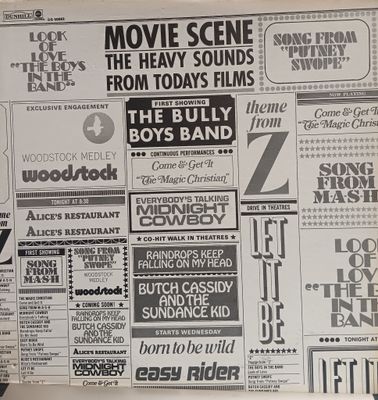 DUNHILL
LOOK
OF
LOVE
"THE BOYS
IN THE
BAND"
MOVIE SCENE
THE HEAVY SOUNDS
FROM TODAYS FILMS
SONG FROM
"PUTNEY
SWOPE"
EXCLUSIVE ENGAGEMENT
WOODSTOCK MEDLEY
woodstock
FIRST SHOWING
THE BULLY
BOYS BAND
CONTINUOUS PERFORMANCES
Come & Get It
"The Magic Christian"
theme
from
Z
NOW PLAYING
Come & Get It
"The Magic Christian"
SONG
FROM
M·A·S·H
TONIGHT AT 8:30
ALICE'S RESTAURANT
ALICE'S RESTAURANT
EVERYBODY'S TALKING
MIDNIGHT
COWBOY
CO-HIT WALK IN THEATRES
RAINDROPS KEEP
FALLING ON MY HEAD
BUTCH CASSIDY
AND THE
SUNDANCE KID
STARTS WEDNESDAY
born to be wild
easy Rider
DRIVE IN THEATRES
LET
IT
BE
LOOK
OF
LOVE
"THE BOYS
IN THE
BAND"
TONIGHT AT
LET IT
theme
from
Z
FIRST SHOWING
SONG
FROM
M·A·S·H
SONG FROM
"PUTNEY
SWOPE"
WOODSTOCK MEDLEY
woodstock
COMING SOON!
RAINDROPS KEEP
FALLING ON MY HEAD
BUTCH CASSIDY
AND THE
SUNDANCE KID
ALICE'S RESTAURANT
EVERYBODY'S TALKING
MIDNIGHT
COWBOY
Come & Get It